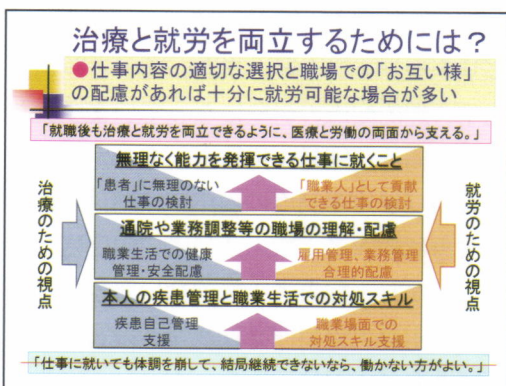 治療と就労を両立するためには？
●仕事内容の適切な選択と職場での「お互い様」
の配慮があれば十分に就労可能な場合が多い
「就職後も治療と就労を両立できるように、医療と労働の両面から支える。」
治療のための視点
無理なく能力を発揮できる仕事に就くこと
「患者」に無理のない
仕事の検討
「職業人」として貢献
できる仕事の検討
通院や業務調整等の職場の理解・配慮
職業生活での健康
管理・安全配慮
雇用管理、業務管理
合理的配慮
本人の疾患管理と職業生活での対処スキル
疾患自己管理
支援
職業場面での
対処スキル支援
就労のための視点
「仕事に就いても体調を崩して、結局継続できないなら、働かない方がよい。」